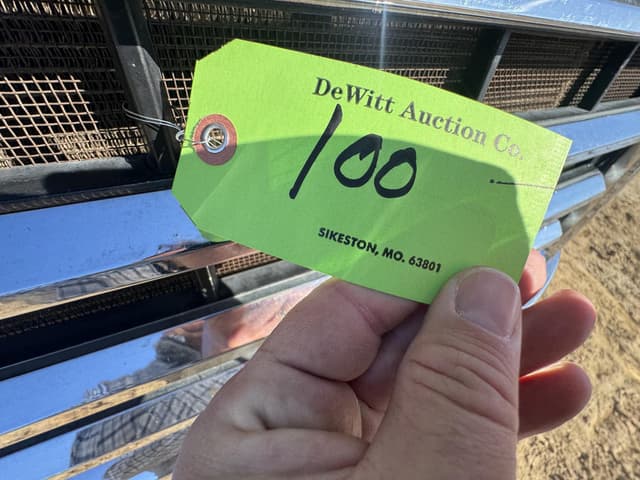 DeWitt Auction Co.
100
SIKESTON, MO. 63801